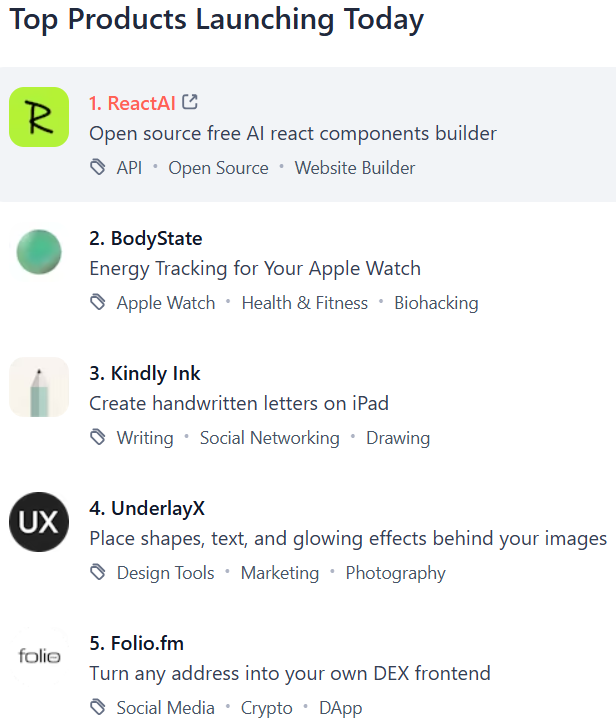 Top Products Launching Today
R
1. ReactAI
Open source free AI react components builder
API • Open Source • Website Builder
2. BodyState
Energy Tracking for Your Apple Watch
Apple Watch • Health & Fitness • Biohacking
3. Kindly Ink
Create handwritten letters on iPad
Writing • Social Networking • Drawing
UX
4. UnderlayX
Place shapes, text, and glowing effects behind your images
Design Tools • Marketing • Photography
folio
5. Folio.fm
Turn any address into your own DEX frontend
Social Media • Crypto • DApp